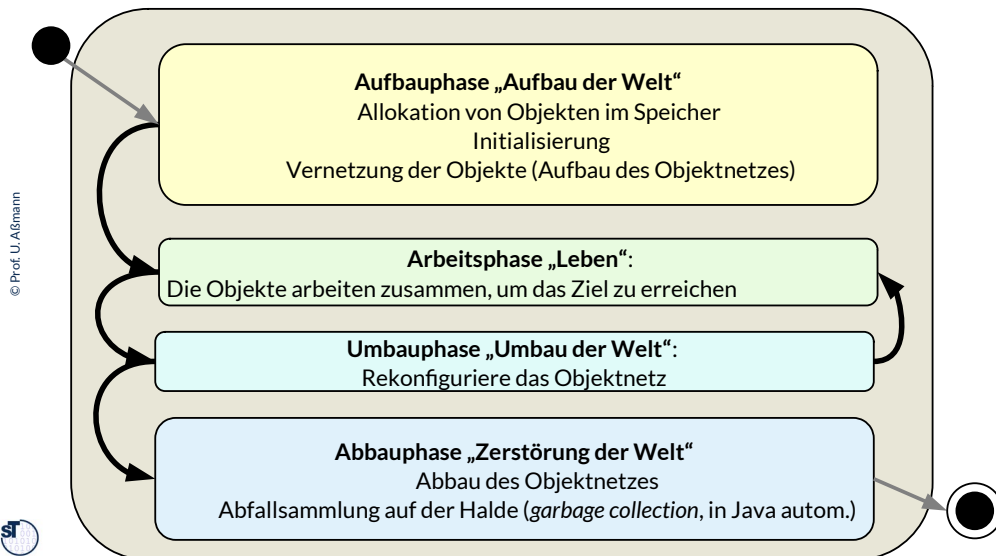 Aufbauphase „Aufbau der Welt“
Allokation von Objekten im Speicher
Initialisierung
Vernetzung der Objekte (Aufbau des Objektnetzes)
Arbeitsphase „Leben“:
Die Objekte arbeiten zusammen, um das Ziel zu erreichen
Umbauphase „Umbau der Welt“:
Rekonfiguriere das Objektnetz
Abbauphase „Zerstörung der Welt“
Abbau des Objektnetzes
Abfallsammlung auf der Halde (garbage collection, in Java autom.)
© Prof. U. Aßmann
ST